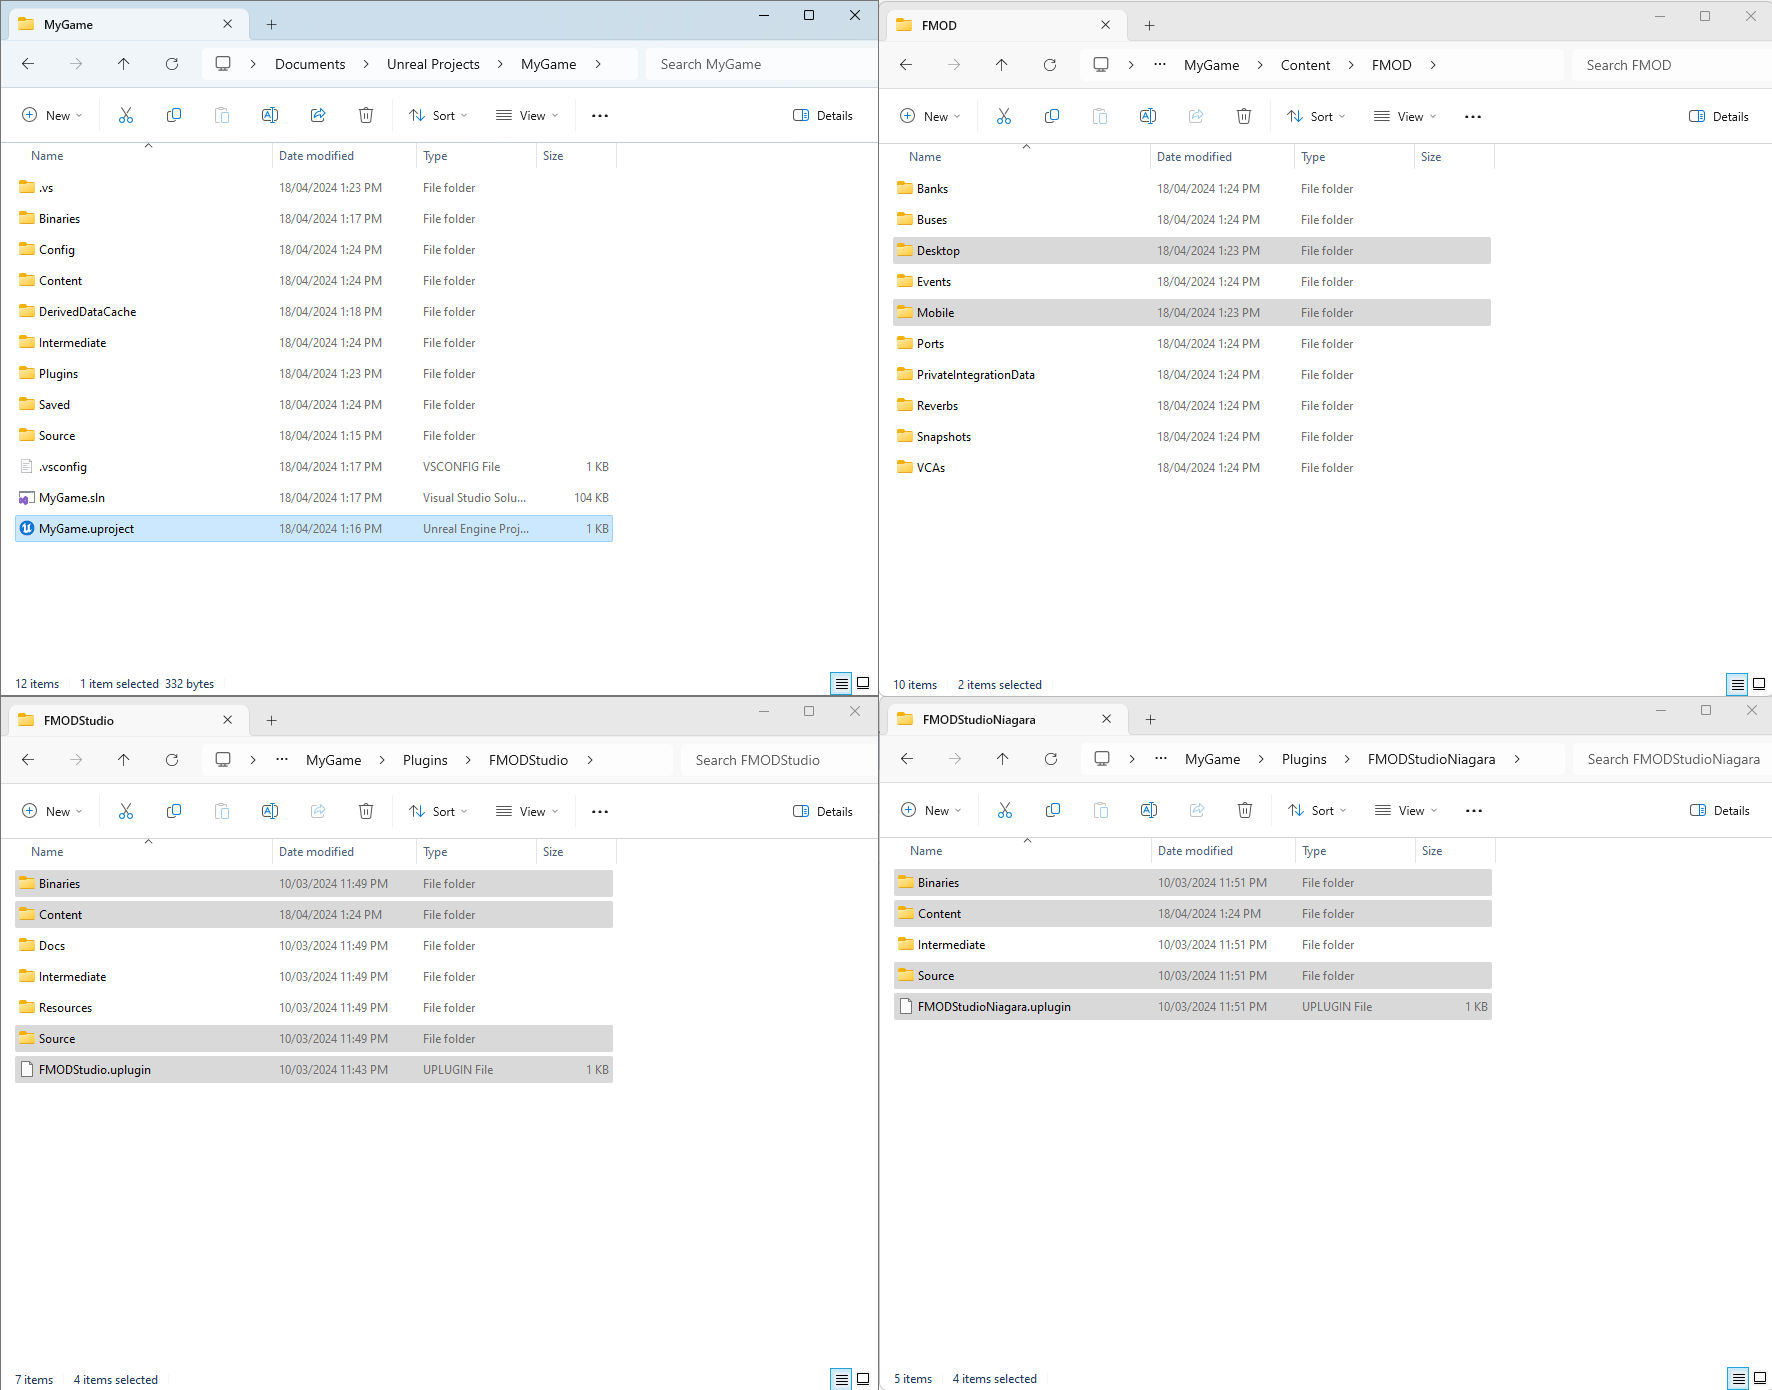 MyGame
Documents > Unreal Projects > MyGame > Search MyGame
New Sort View ... Details
Name Date modified Type Size
.vs 18/04/2024 1:23 PM File folder
Binaries 18/04/2024 1:17 PM File folder
Config 18/04/2024 1:24 PM File folder
Content 18/04/2024 1:24 PM File folder
DerivedDataCache 18/04/2024 1:18 PM File folder
Intermediate 18/04/2024 1:24 PM File folder
Plugins 18/04/2024 1:23 PM File folder
Saved 18/04/2024 1:24 PM File folder
Source 18/04/2024 1:15 PM File folder
.vsconfig 18/04/2024 1:17 PM VSCONFIG File 1 KB
MyGame.sln 18/04/2024 1:17 PM Visual Studio Solu... 104 KB
MyGame.uproject 18/04/2024 1:16 PM Unreal Engine Proj... 1 KB
12 items 1 item selected 332 bytes
FMOD
... MyGame > Content > FMOD > Search FMOD
New Sort View ... Details
Name Date modified Type Size
Banks 18/04/2024 1:24 PM File folder
Buses 18/04/2024 1:24 PM File folder
Desktop 18/04/2024 1:23 PM File folder
Events 18/04/2024 1:24 PM File folder
Mobile 18/04/2024 1:23 PM File folder
Ports 18/04/2024 1:24 PM File folder
PrivateIntegrationData 18/04/2024 1:24 PM File folder
Reverbs 18/04/2024 1:24 PM File folder
Snapshots 18/04/2024 1:24 PM File folder
VCAs 18/04/2024 1:24 PM File folder
10 items 2 items selected
FMODStudio
... MyGame > Plugins > FMODStudio > Search FMODStudio
New Sort View ... Details
Name Date modified Type Size
Binaries 10/03/2024 11:49 PM File folder
Content 18/04/2024 1:24 PM File folder
Docs 10/03/2024 11:49 PM File folder
Intermediate 10/03/2024 11:49 PM File folder
Resources 10/03/2024 11:49 PM File folder
Source 10/03/2024 11:49 PM File folder
FMODStudio.uplugin 10/03/2024 11:43 PM UPLUGIN File 1 KB
7 items 4 items selected
FMODStudioNiagara
... MyGame > Plugins > FMODStudioNiagara > Search FMODStudioNiagara
New Sort View ... Details
Name Date modified Type Size
Binaries 10/03/2024 11:51 PM File folder
Content 18/04/2024 1:24 PM File folder
Intermediate 10/03/2024 11:51 PM File folder
Source 10/03/2024 11:51 PM File folder
FMODStudioNiagara.uplugin 10/03/2024 11:51 PM UPLUGIN File 1 KB
5 items 4 items selected